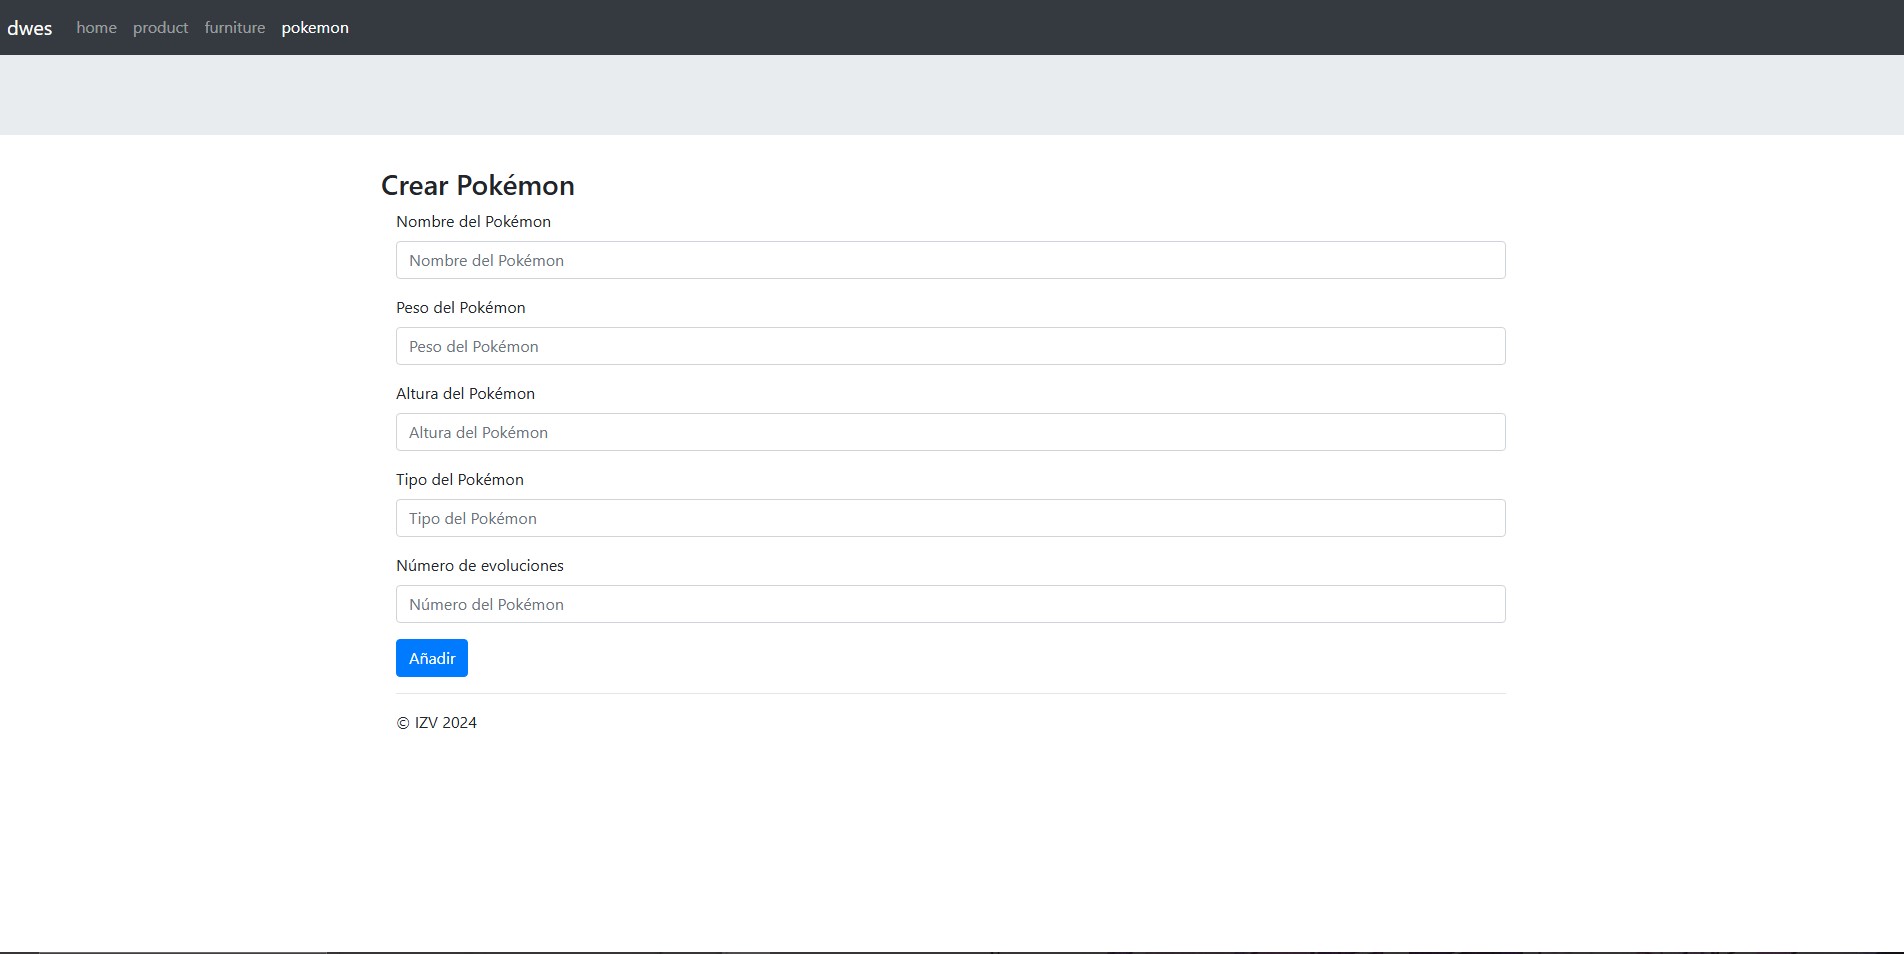 dwes home product furniture pokemon
Crear Pokémon
Nombre del Pokémon
Nombre del Pokémon
Peso del Pokémon
Peso del Pokémon
Altura del Pokémon
Altura del Pokémon
Tipo del Pokémon
Tipo del Pokémon
Número de evoluciones
Número del Pokémon
Añadir
© IZV 2024